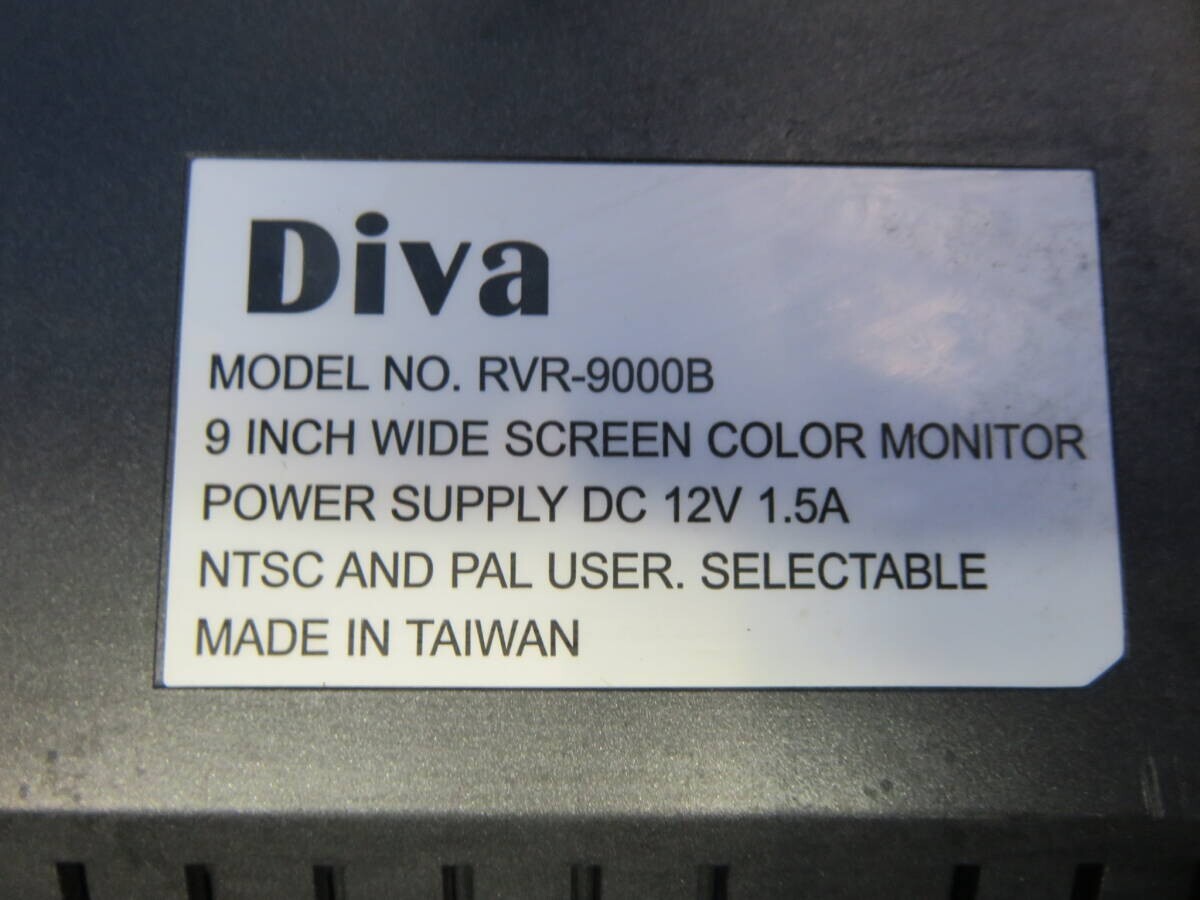 Diva
MODEL NO. RVR-9000B
9 INCH WIDE SCREEN COLOR MONITOR
POWER SUPPLY DC 12V 1.5A
NTSC AND PAL USER. SELECTABLE
MADE IN TAIWAN